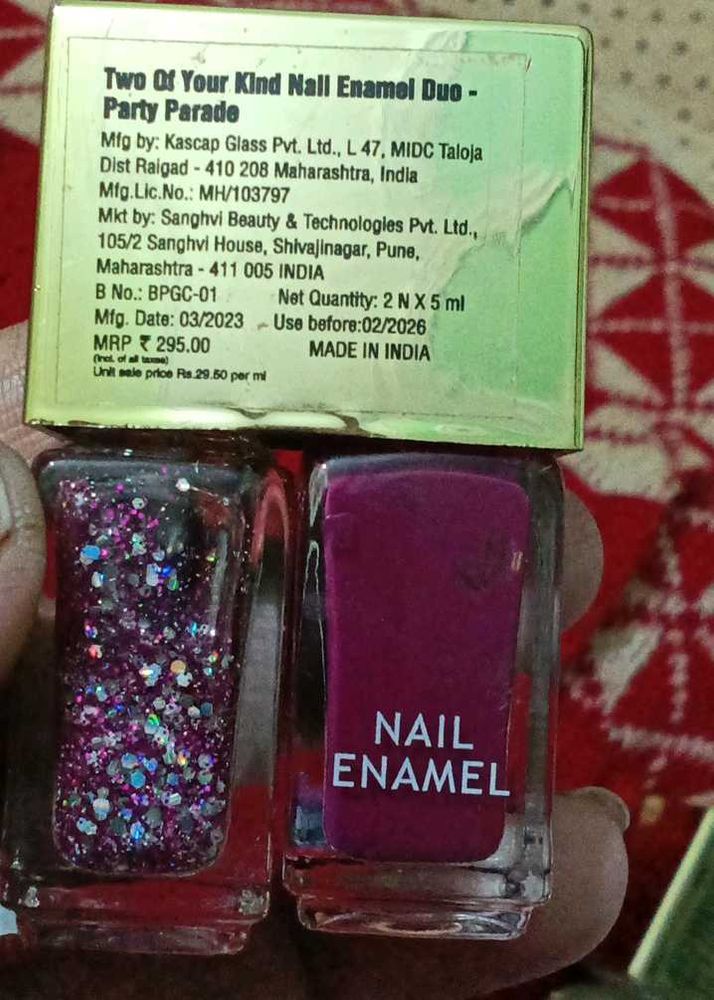 Two Of Your Kind Nail Enamel Duo -
Party Parade
Mfg by: Kascap Glass Pvt. Ltd., L 47, MIDC Taloja
Dist Raigad - 410 208 Maharashtra, India
Mfg.Lic.No.: MH/103797
Mkt by: Sanghvi Beauty & Technologies Pvt. Ltd.,
105/2 Sanghvi House, Shivajinagar, Pune,
Maharashtra - 411 005 INDIA
B No.: BPGC-01 Net Quantity: 2 N X 5 ml
Mfg. Date: 03/2023 Use before:02/2026
MRP ₹ 295.00 MADE IN INDIA
(Incl. of all taxes)
Unit sale price Rs.29.50 per ml
NAIL
ENAMEL